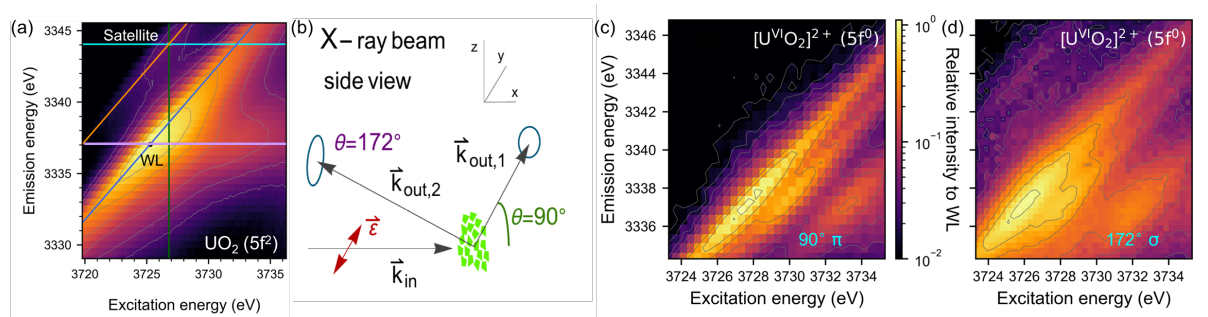 (a)
3345
3340
3335
3330
Emission energy (eV)
Satellite
WL
UO₂ (5f²)
3720
3725
3730
3735
Excitation energy (eV)
(b)
X– ray beam
side view
z
y
x
θ=172°
k⃗out,2
k⃗out,1
θ=90°
ε⃗
k⃗in
(c)
3346
3342
3338
3336
Emission energy (eV)
[UⱽᴵO₂]²⁺ (5f⁰)
90° π
3724 3726 3728 3730 3732 3734
Excitation energy (eV)
10⁰
10⁻¹
10⁻²
Relative intensity to WL
(d)
[UⱽᴵO₂]²⁺ (5f⁰)
172° σ
3724 3726 3728 3730 3732 3734
Excitation energy (eV)